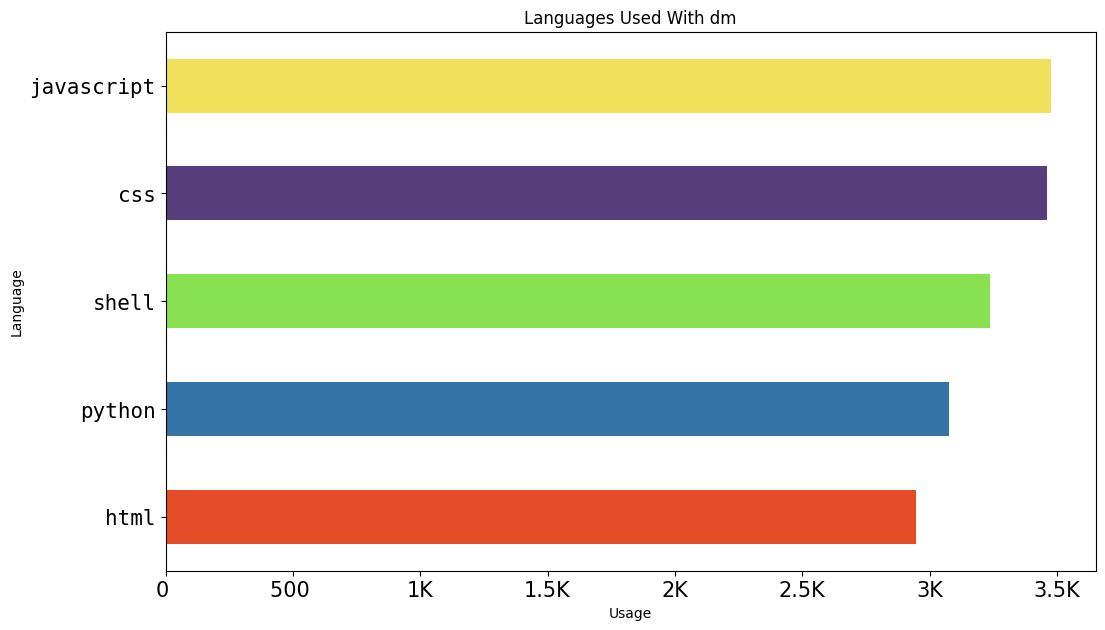 Languages Used With dm
javascript
css
shell
python
html
Language
0 500 1K 1.5K 2K 2.5K 3K 3.5K
Usage